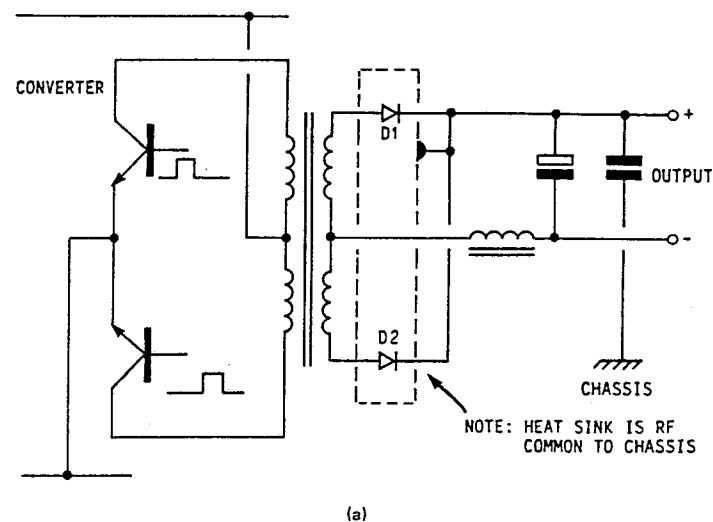 CONVERTER
D1
+
OUTPUT
-
D2
CHASSIS
NOTE: HEAT SINK IS RF
COMMON TO CHASSIS
(a)